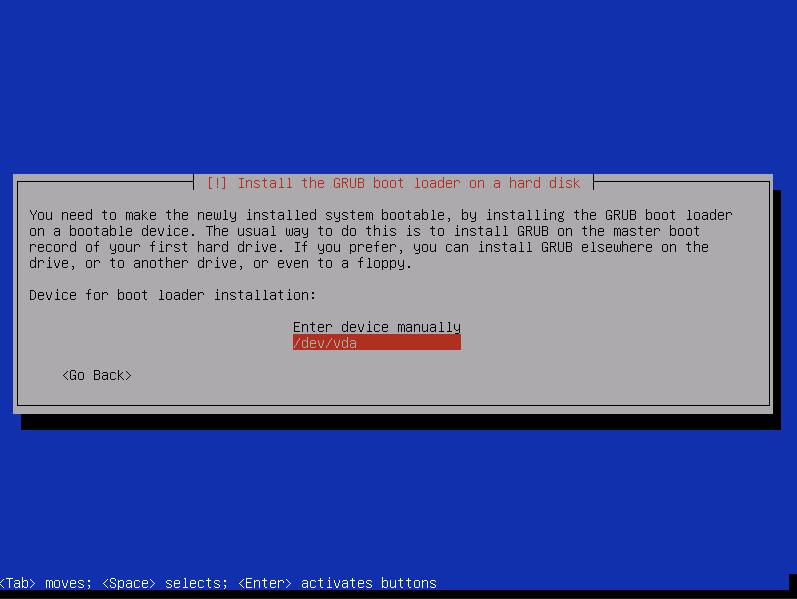 [!] Install the GRUB boot loader on a hard disk
You need to make the newly installed system bootable, by installing the GRUB boot loader
on a bootable device. The usual way to do this is to install GRUB on the master boot
record of your first hard drive. If you prefer, you can install GRUB elsewhere on the
drive, or to another drive, or even to a floppy.
Device for boot loader installation:
Enter device manually
/dev/vda
<Go Back>
<Tab> moves; <Space> selects; <Enter> activates buttons